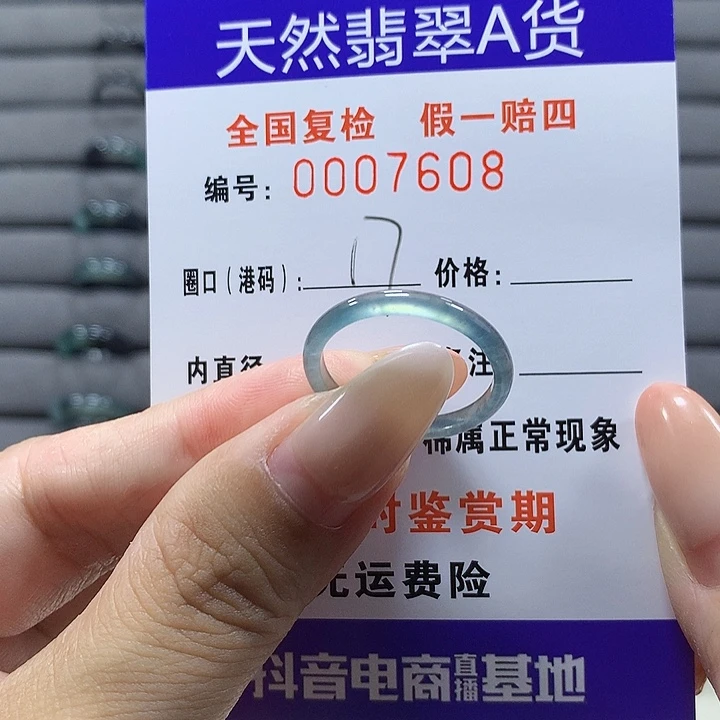 天然翡翠A货
全国复检 假一赔四
编号: 0007608
圈口(港码): 17 价格:
内直径 注
属正常现象
时鉴赏期
运费险
抖音电商直播基地